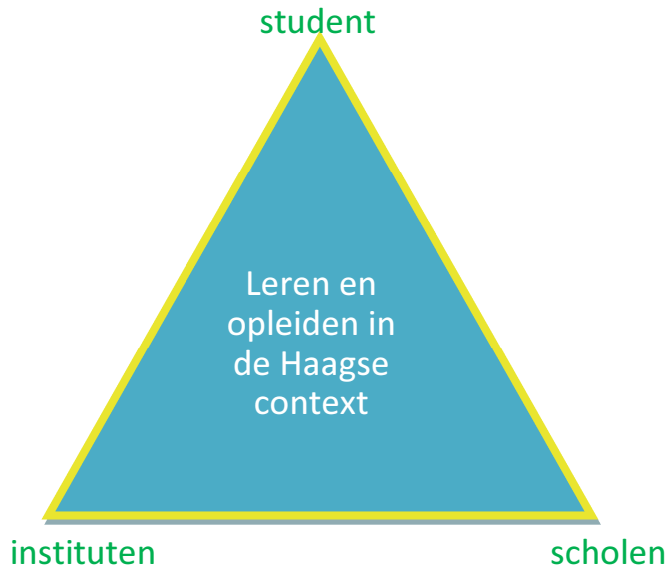 student
Leren en
opleiden in
de Haagse
context
instituten
scholen